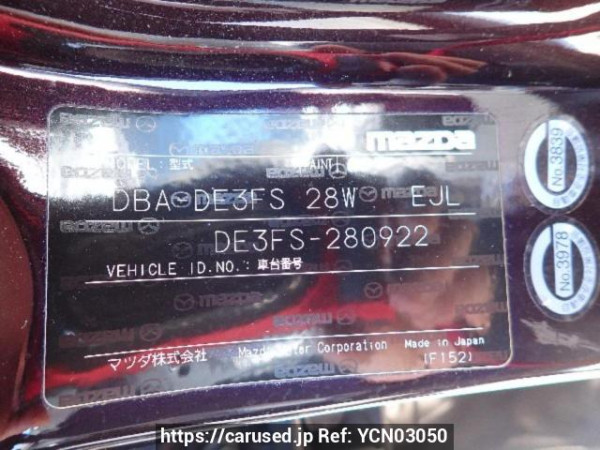 mazda
MODEL: 型式
PAINT
DBA-DE3FS 28W EJL
DE3FS-280922
VEHICLE ID.NO.: 車台番号
マツダ株式会社 Mazda Motor Corporation Made in Japan
(F152)
No.3839
No.3978
https://carused.jp Ref: YCN03050